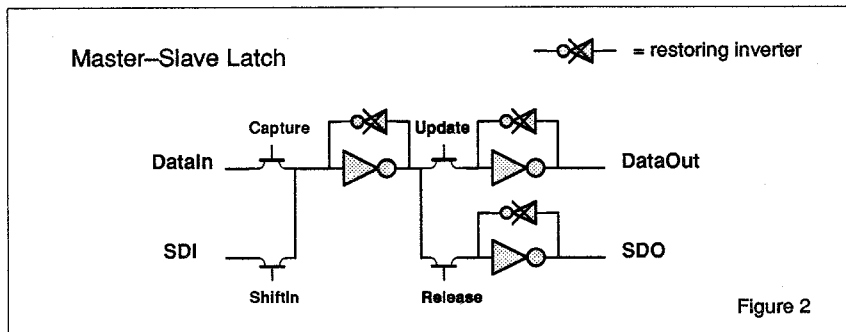 Master–Slave Latch
= restoring inverter
Capture
Update
DataIn
DataOut
SDI
SDO
ShiftIn
Release
Figure 2